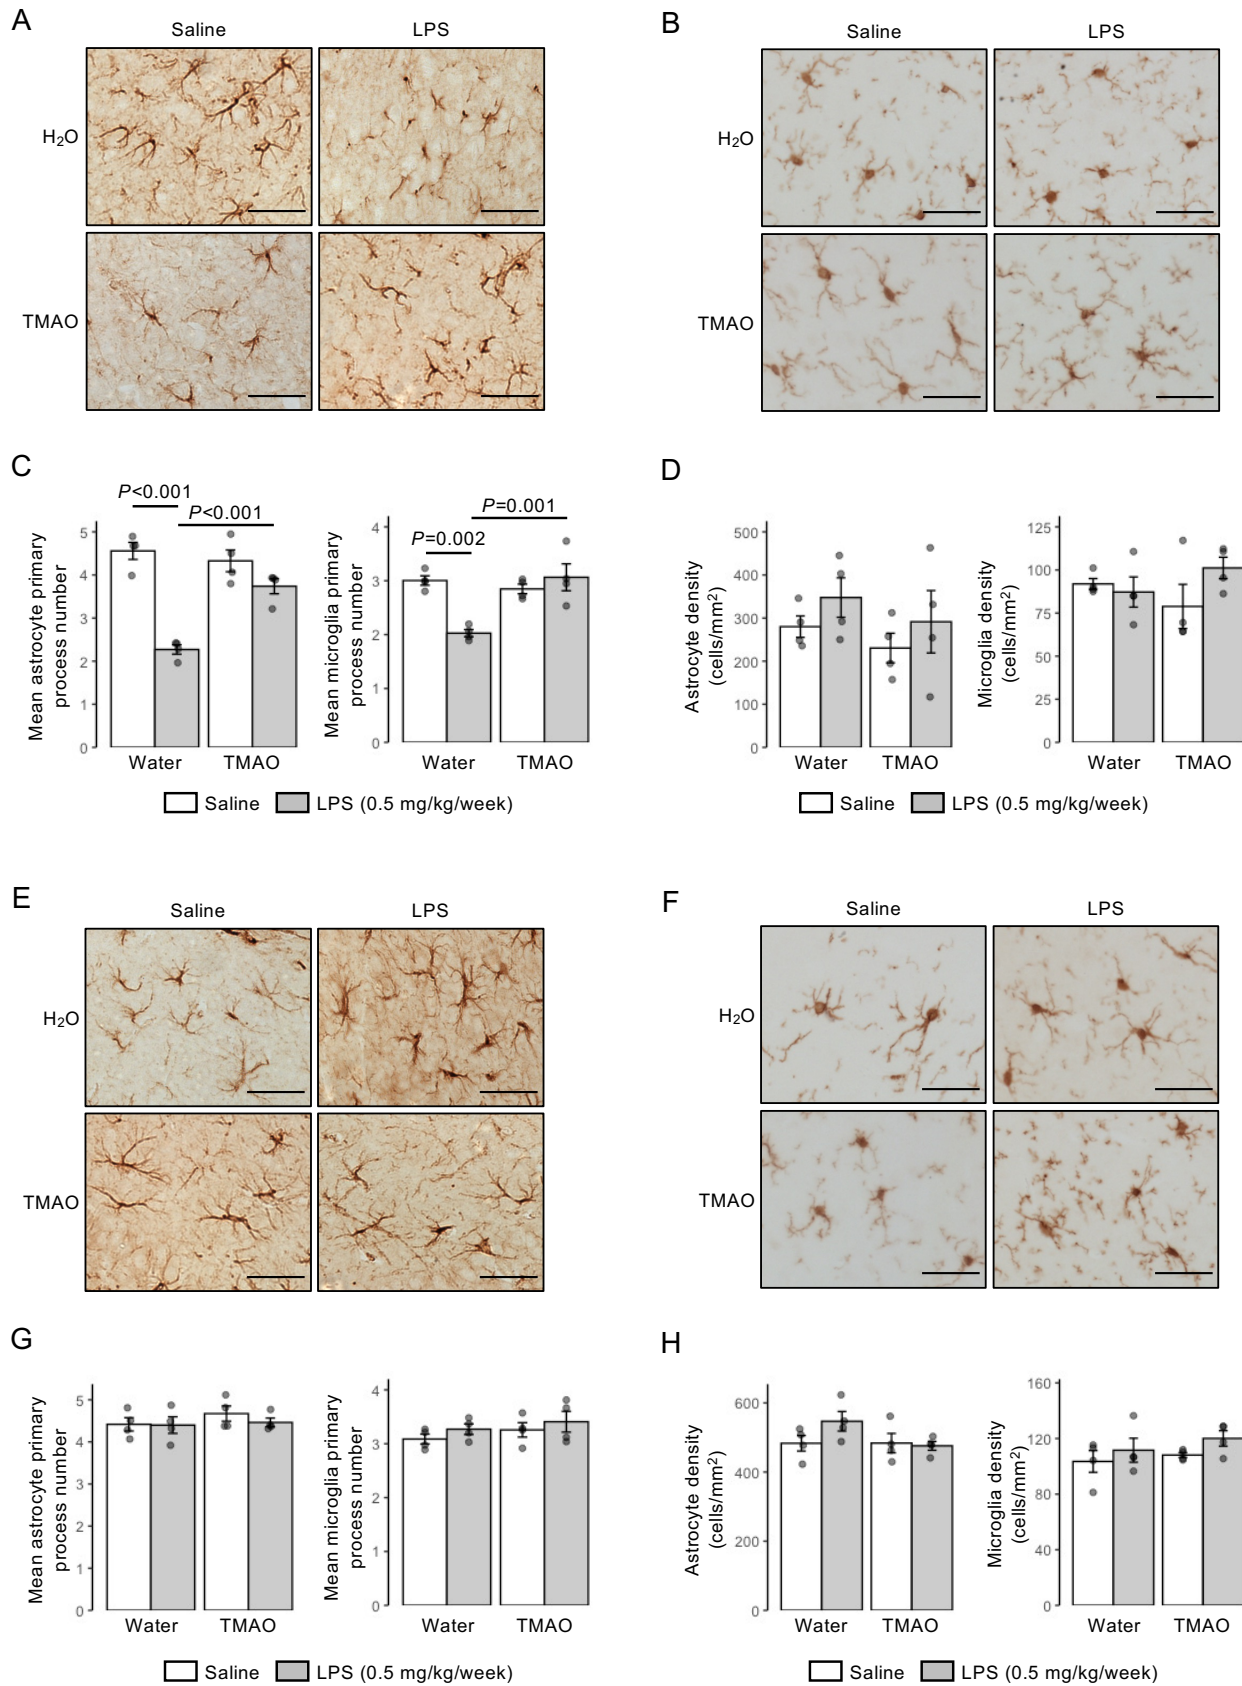 A
Saline
LPS
H₂O
TMAO
B
Saline
LPS
H₂O
TMAO
C
Mean astrocyte primary
process number
5
4
3
2
1
0
P<0.001
P<0.001
Water
TMAO
Mean microglia primary
process number
4
3
2
1
0
P=0.002
P=0.001
Water
TMAO
Saline
LPS (0.5 mg/kg/week)
D
Astrocyte density
(cells/mm²)
500
400
300
200
100
0
Water
TMAO
Microglia density
(cells/mm²)
125
100
75
50
25
0
Water
TMAO
Saline
LPS (0.5 mg/kg/week)
E
Saline
LPS
H₂O
TMAO
F
Saline
LPS
H₂O
TMAO
G
Mean astrocyte primary
process number
5
4
3
2
1
0
Water
TMAO
Mean microglia primary
process number
4
3
2
1
0
Water
TMAO
Saline
LPS (0.5 mg/kg/week)
H
Astrocyte density
(cells/mm²)
600
400
200
0
Water
TMAO
Microglia density
(cells/mm²)
160
120
80
40
0
Water
TMAO
Saline
LPS (0.5 mg/kg/week)